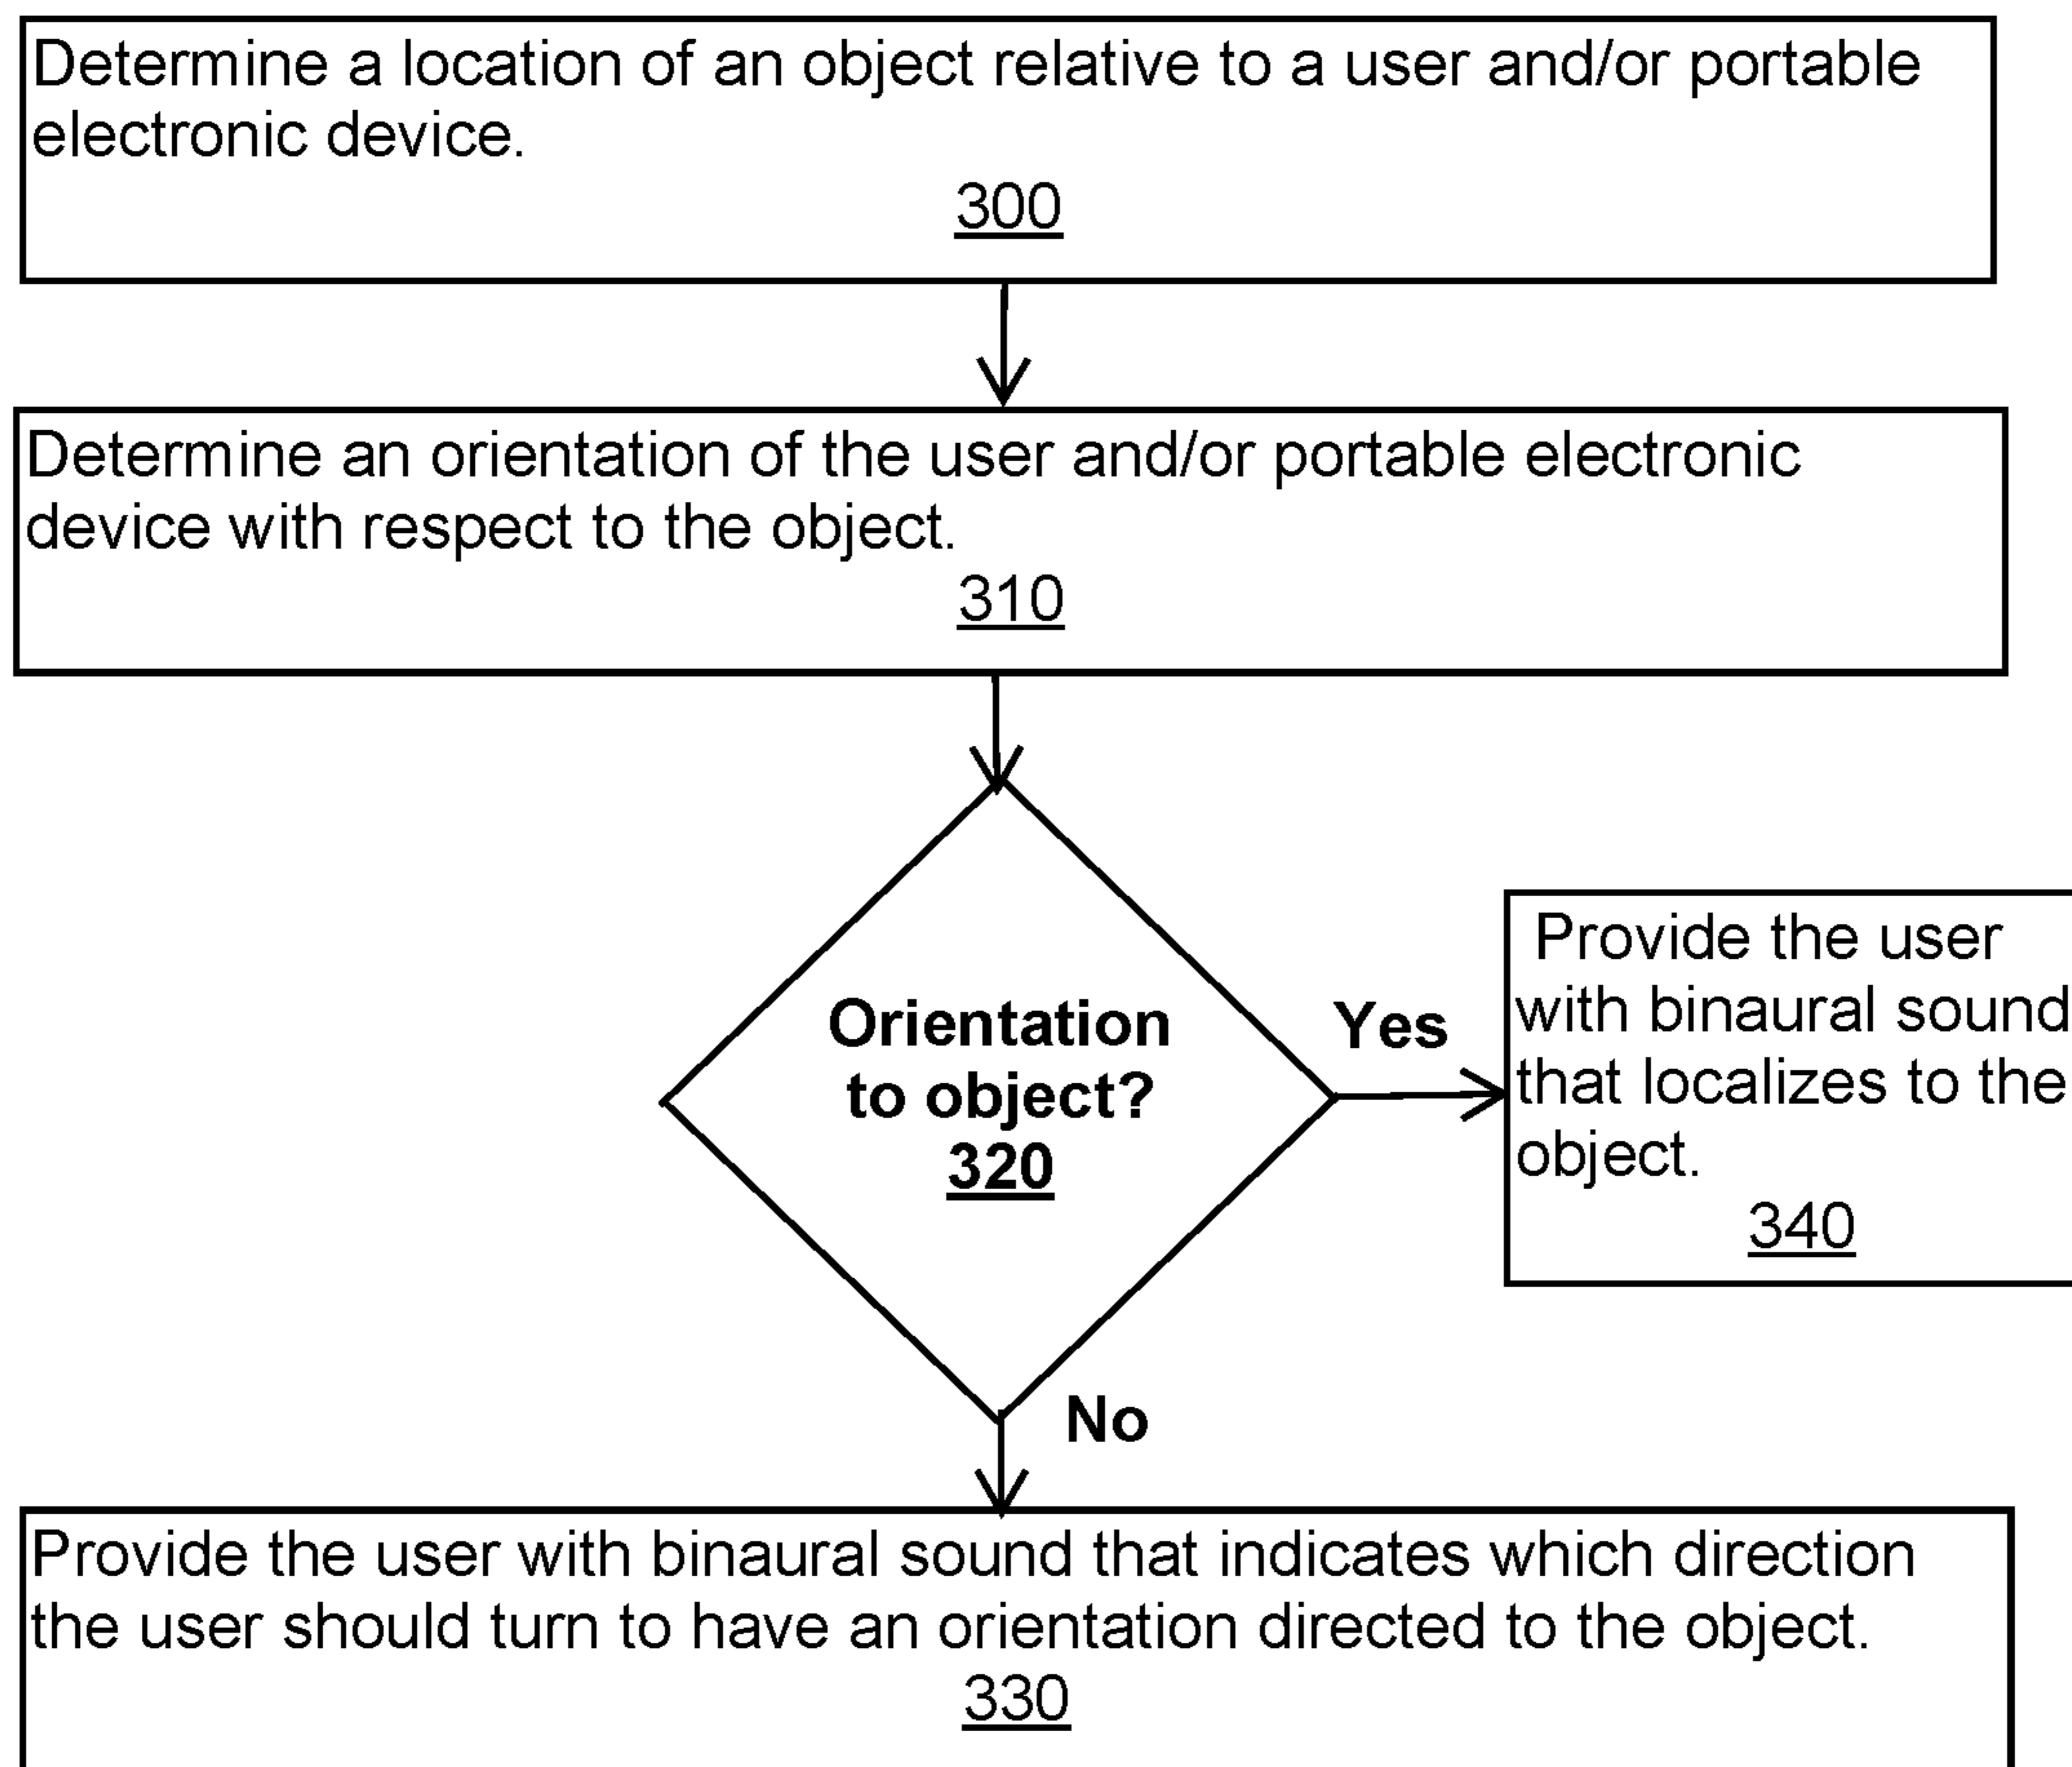 Determine a location of an object relative to a user and/or portable
electronic device.
300
Determine an orientation of the user and/or portable electronic
device with respect to the object.
310
Orientation
to object?
320
Yes
Provide the user
with binaural sound
that localizes to the
object.
340
No
Provide the user with binaural sound that indicates which direction
the user should turn to have an orientation directed to the object.
330